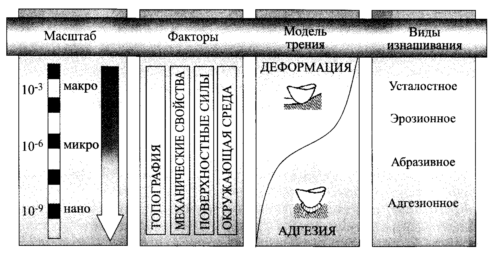 Масштаб
Факторы
Модель
трения
Виды
изнашивания
10-3
макро
10-6
микро
10-9
нано
ТОПОГРАФИЯ
МЕХАНИЧЕСКИЕ СВОЙСТВА
ПОВЕРХНОСТНЫЕ СИЛЫ
ОКРУЖАЮЩАЯ СРЕДА
ДЕФОРМАЦИЯ
АДГЕЗИЯ
Усталостное
Эрозионное
Абразивное
Адгезионное